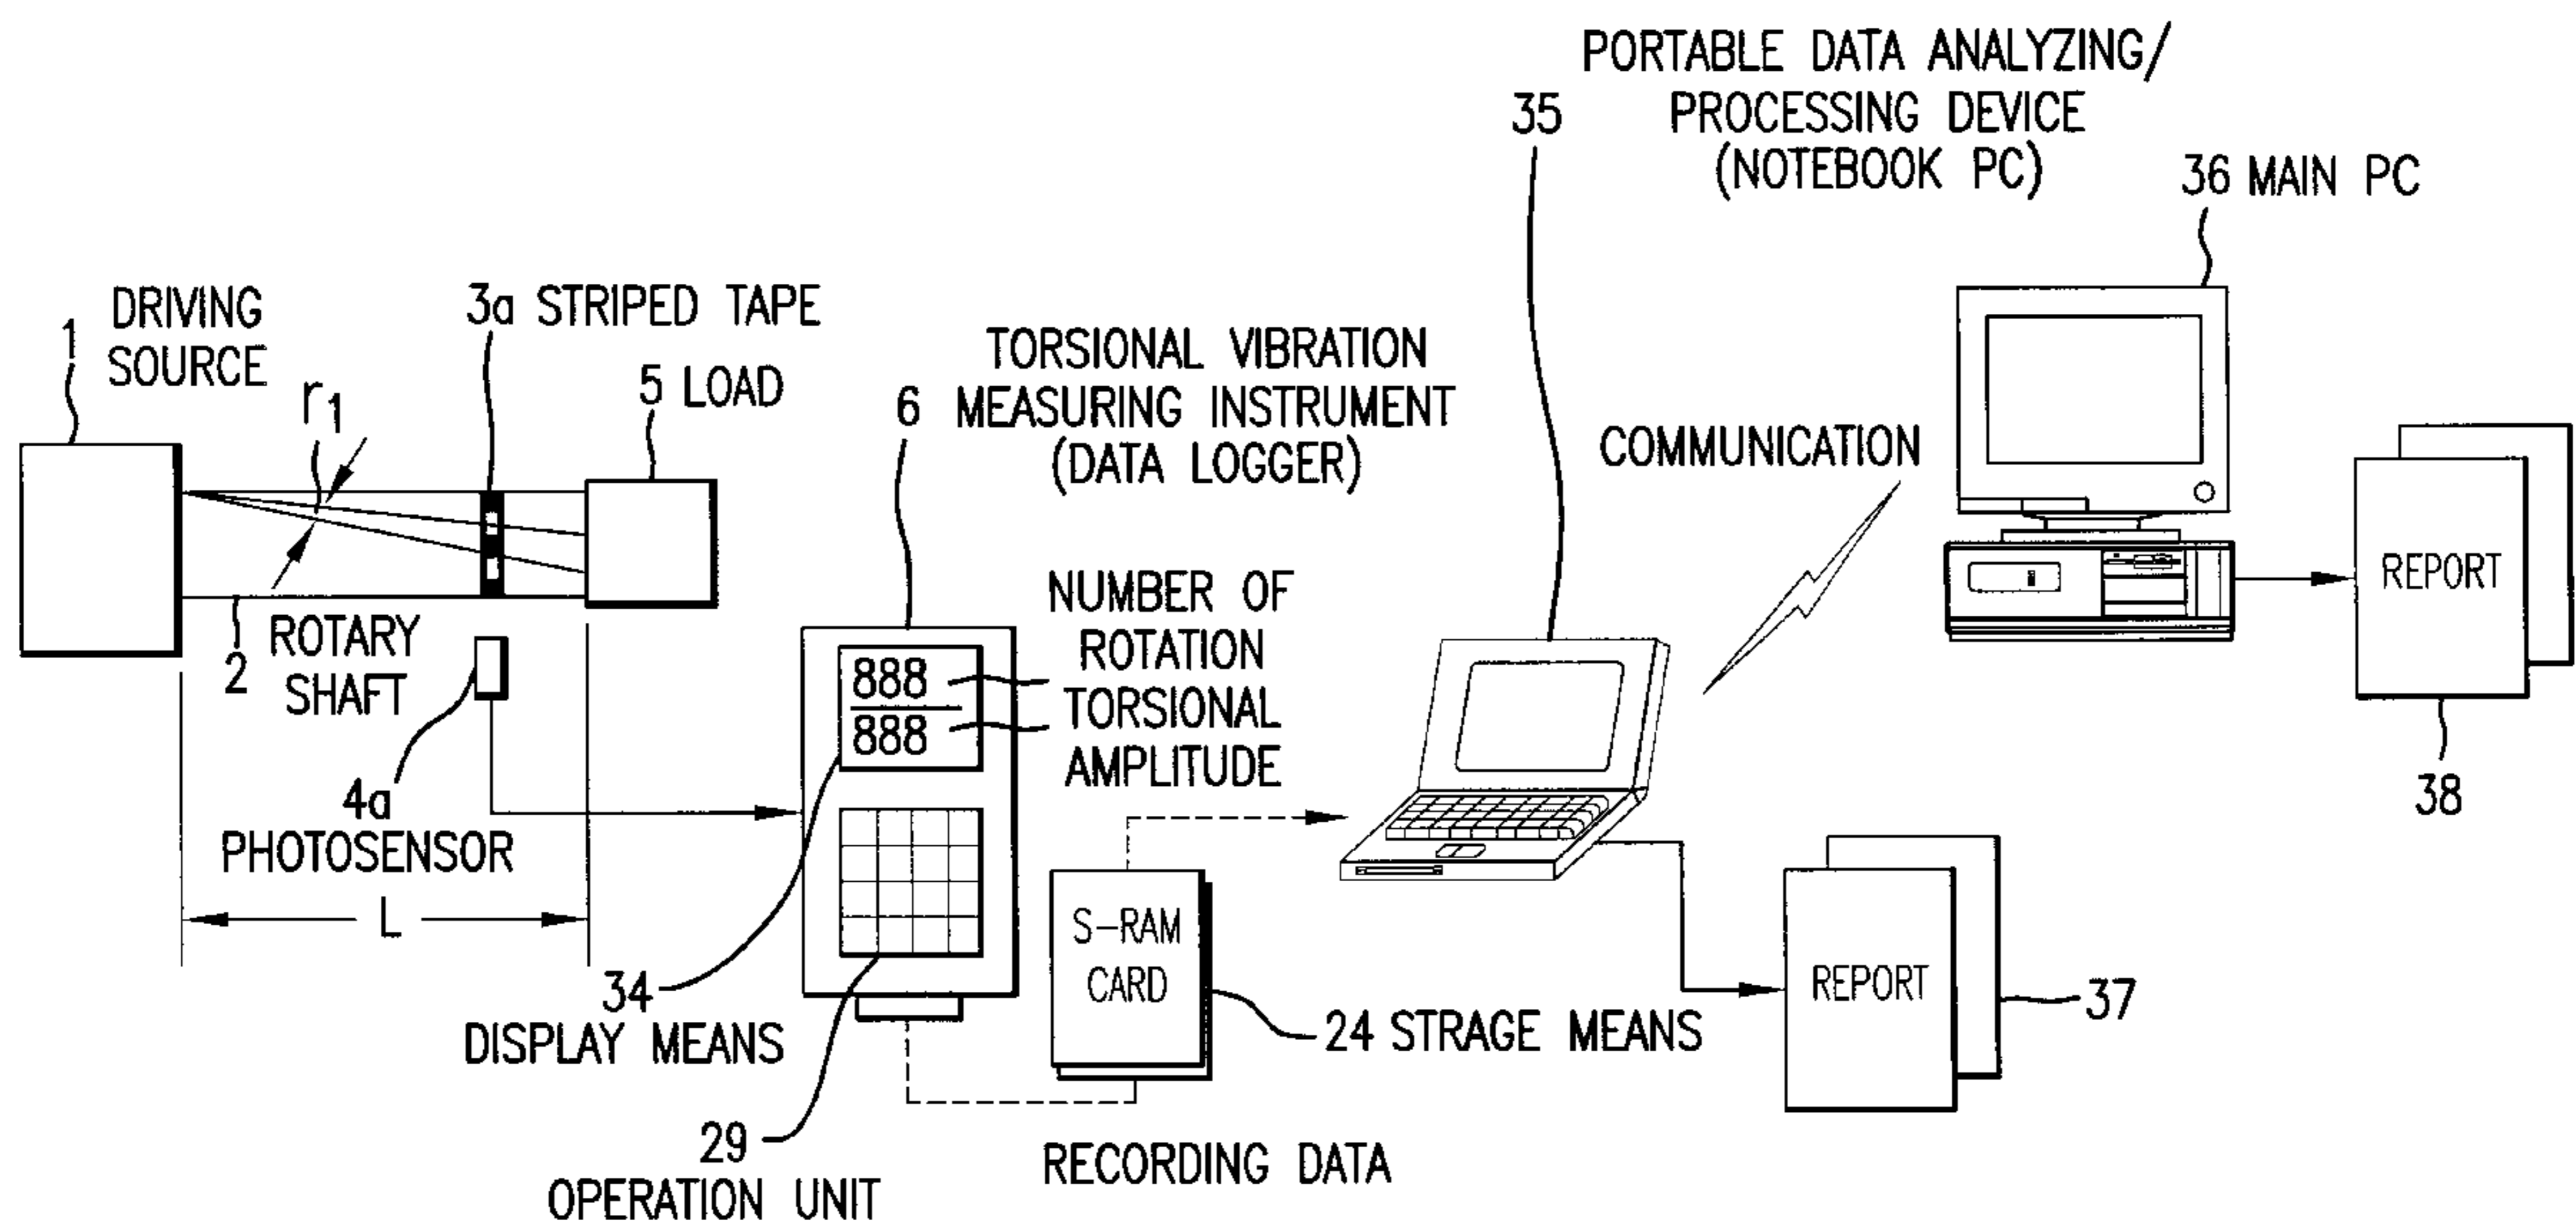 PORTABLE DATA ANALYZING/
PROCESSING DEVICE
(NOTEBOOK PC)
35
36 MAIN PC
1
DRIVING
SOURCE
r1
3a STRIPED TAPE
5 LOAD
6
TORSIONAL VIBRATION
MEASURING INSTRUMENT
(DATA LOGGER)
COMMUNICATION
2
ROTARY
SHAFT
4a
PHOTOSENSOR
L
888
888
NUMBER OF
ROTATION
TORSIONAL
AMPLITUDE
34
DISPLAY MEANS
29
OPERATION UNIT
S-RAM
CARD
24 STRAGE MEANS
RECORDING DATA
REPORT
37
REPORT
38